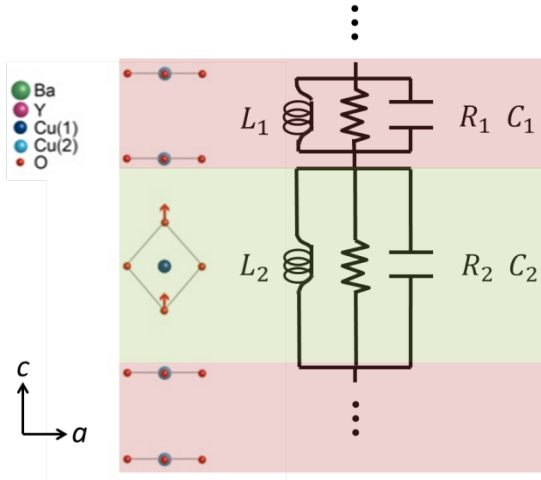 Ba
Y
Cu(1)
Cu(2)
O
L₁ R₁ C₁
L₂ R₂ C₂
c
a